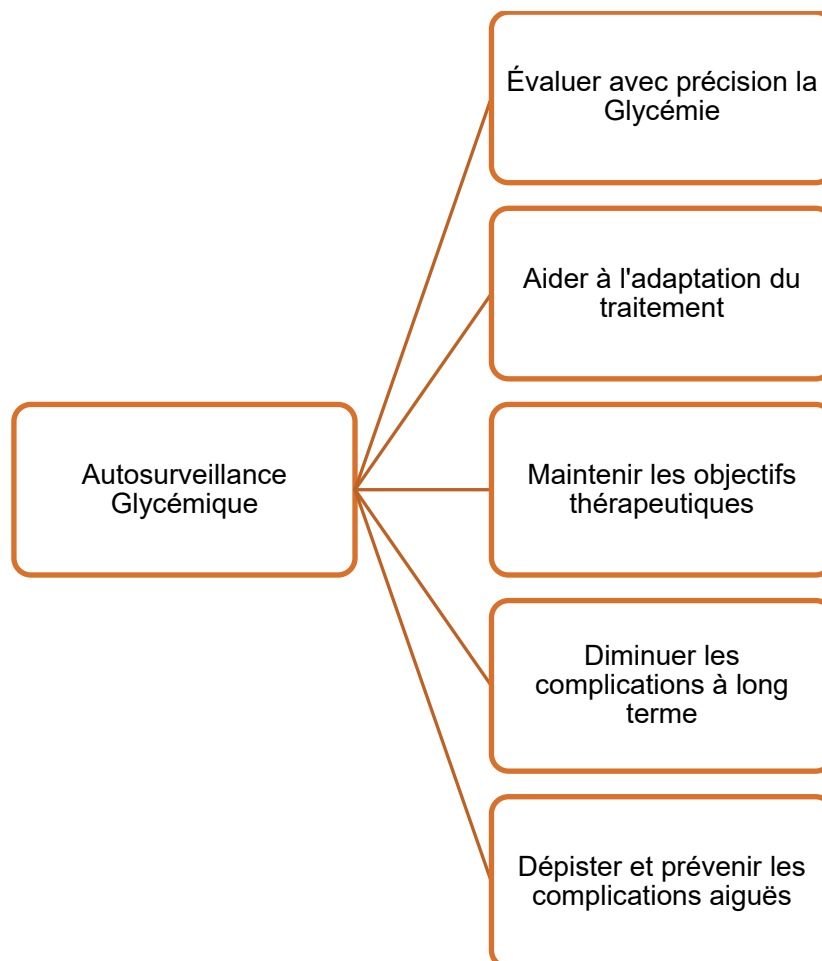 Évaluer avec précision la
Glycémie
Aider à l'adaptation du
traitement
Autosurveillance
Glycémique
Maintenir les objectifs
thérapeutiques
Diminuer les
complications à long
terme
Dépister et prévenir les
complications aiguës